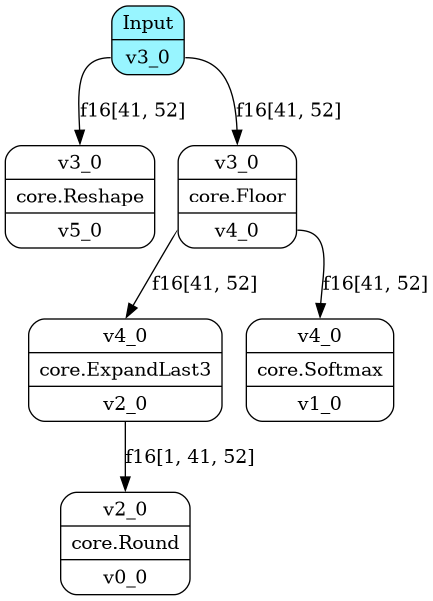 Input
v3_0
f16[41, 52]
f16[41, 52]
v3_0
core.Reshape
v5_0
v3_0
core.Floor
v4_0
f16[41, 52]
f16[41, 52]
v4_0
core.ExpandLast3
v2_0
v4_0
core.Softmax
v1_0
f16[1, 41, 52]
v2_0
core.Round
v0_0